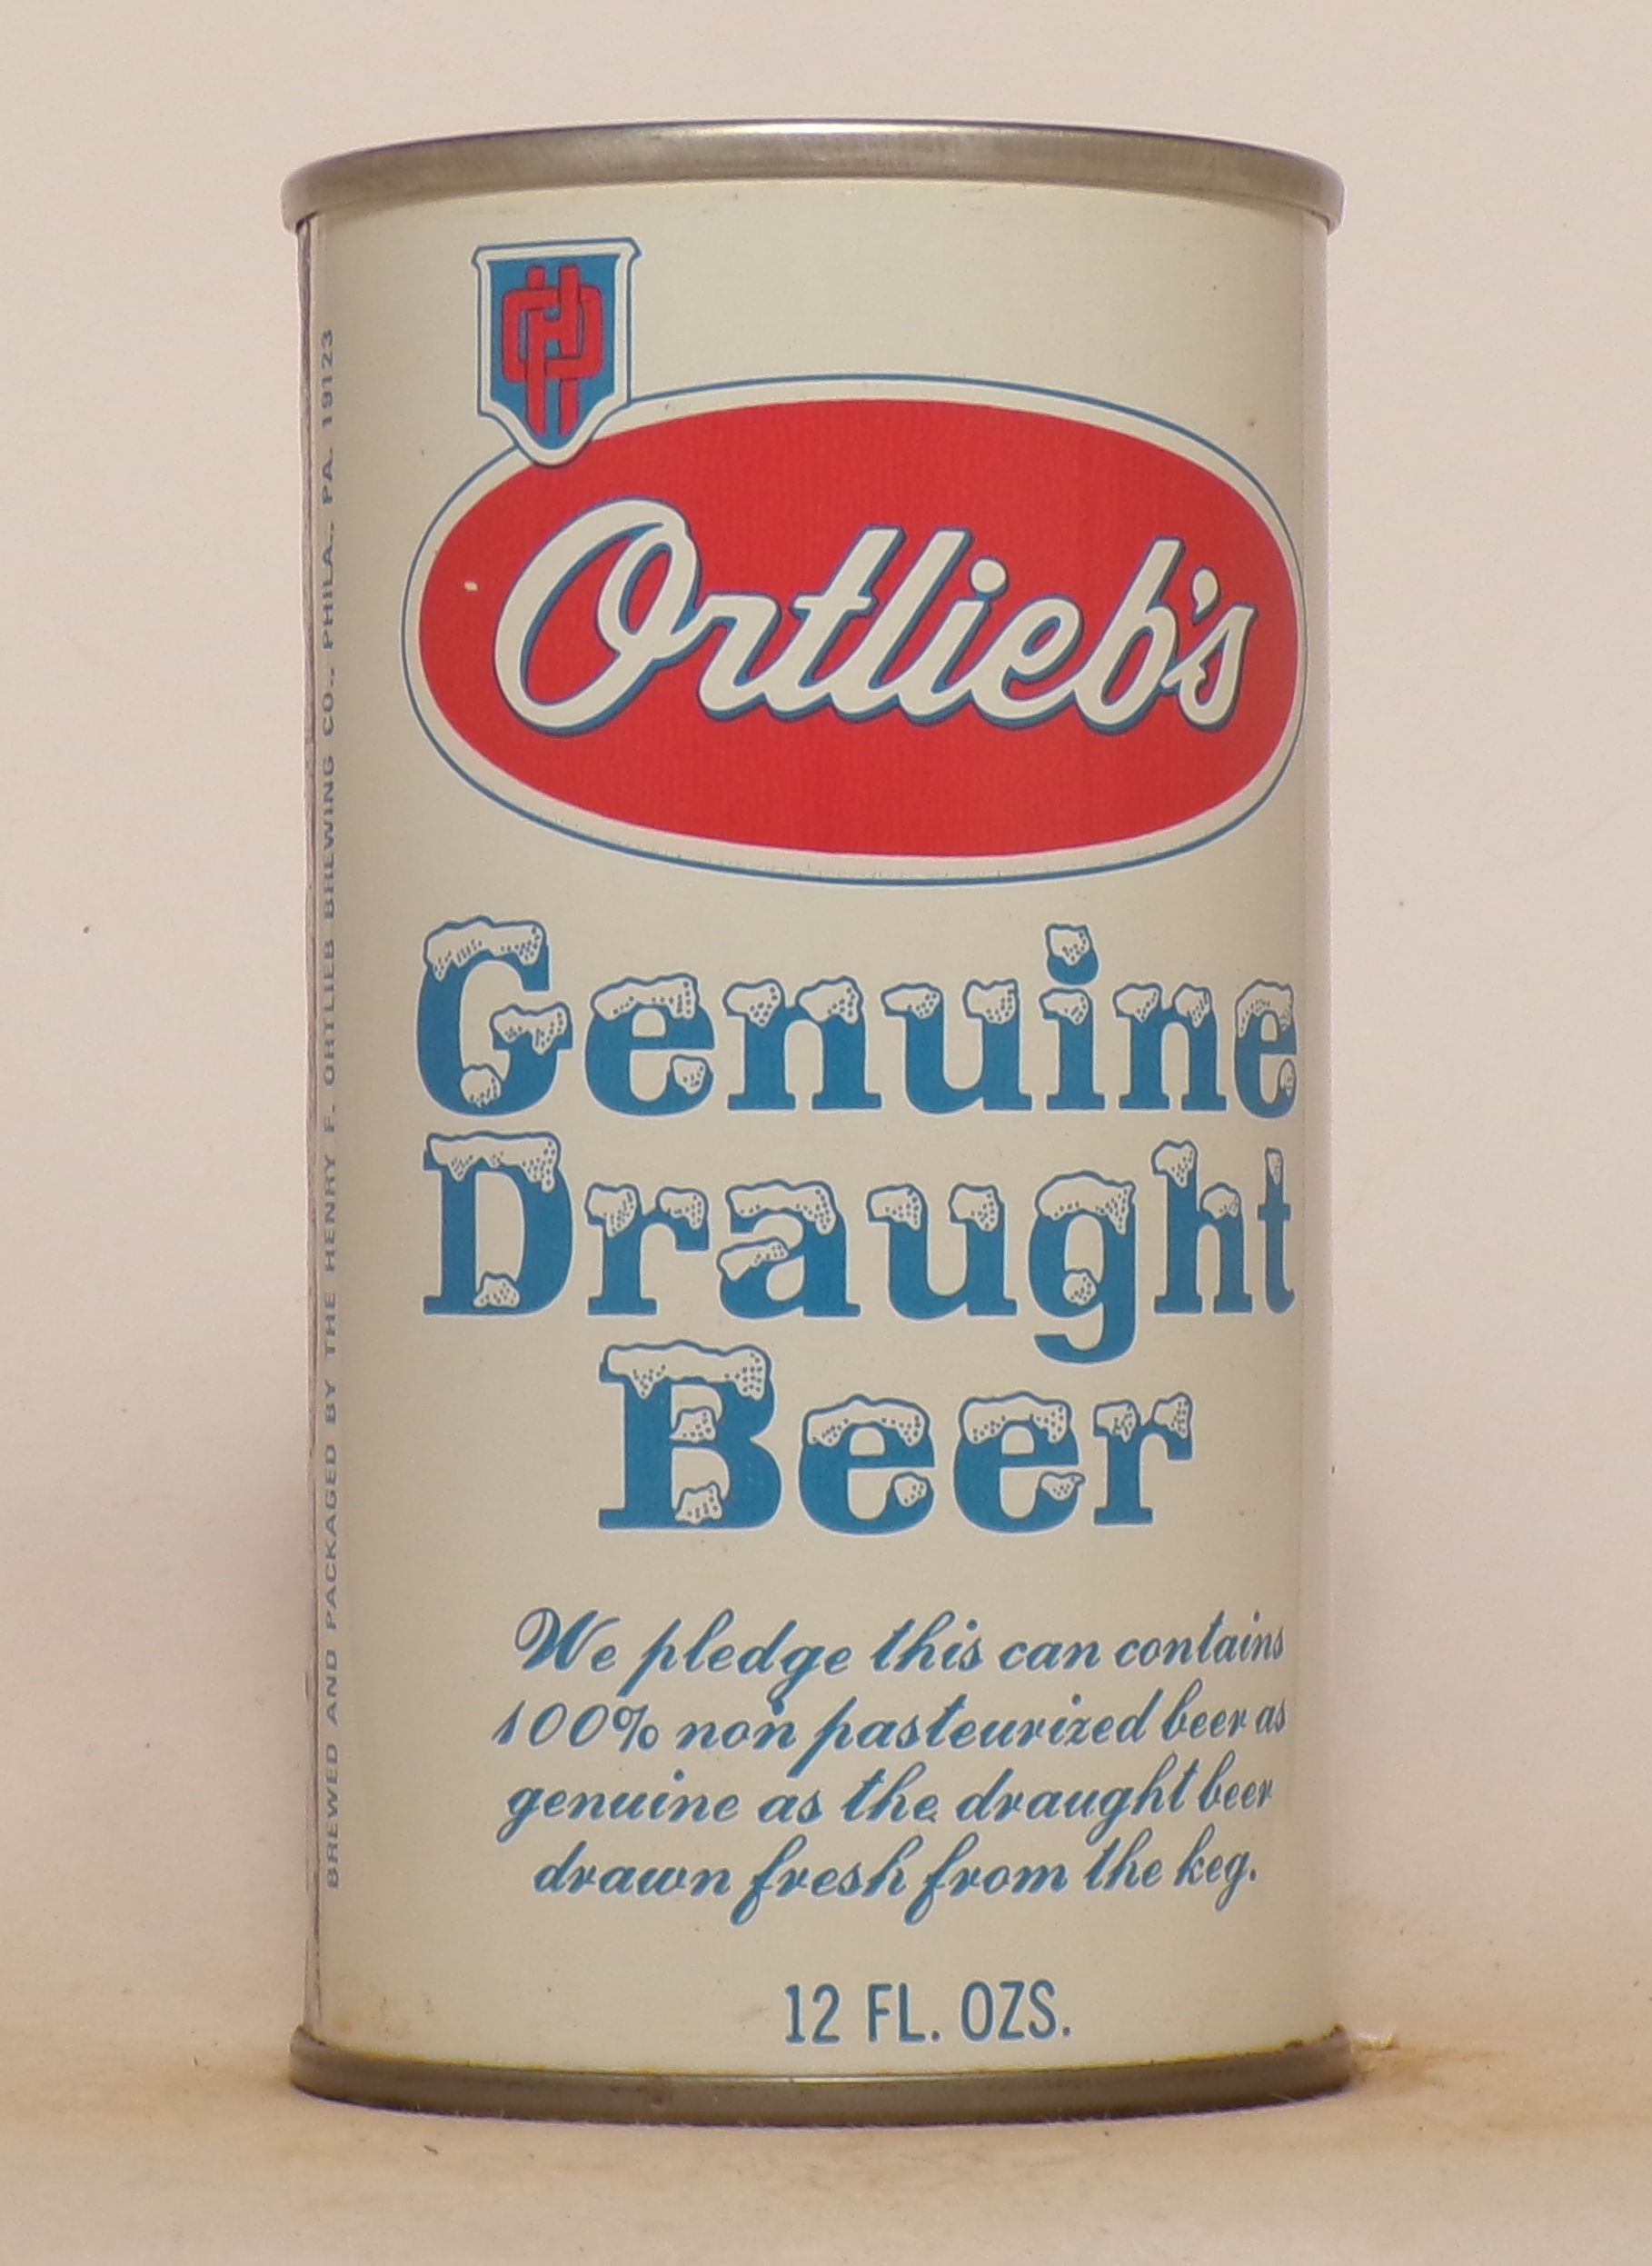 Ortlieb's
Genuine
Draught
Beer
We pledge this can contains
100% non pasteurized beer as
genuine as the draught beer
drawn fresh from the keg.
12 FL. OZS.
BREWED AND PACKAGED BY THE HENRY F. ORTLIEB BREWING CO., PHILA., PA. 19123